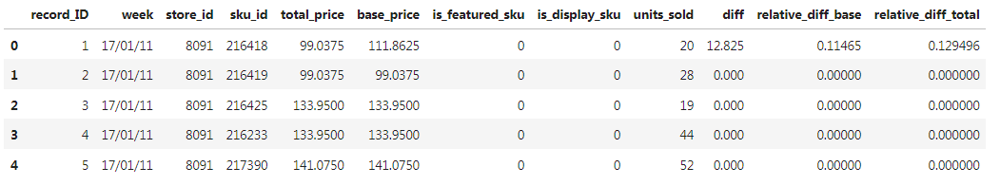 record_ID week store_id sku_id total_price base_price is_featured_sku is_display_sku units_sold diff relative_diff_base relative_diff_total
0 1 17/01/11 8091 216418 99.0375 111.8625 0 0 20 12.825 0.11465 0.129496
1 2 17/01/11 8091 216419 99.0375 99.0375 0 0 28 0.000 0.00000 0.000000
2 3 17/01/11 8091 216425 133.9500 133.9500 0 0 19 0.000 0.00000 0.000000
3 4 17/01/11 8091 216233 133.9500 133.9500 0 0 44 0.000 0.00000 0.000000
4 5 17/01/11 8091 217390 141.0750 141.0750 0 0 52 0.000 0.00000 0.000000